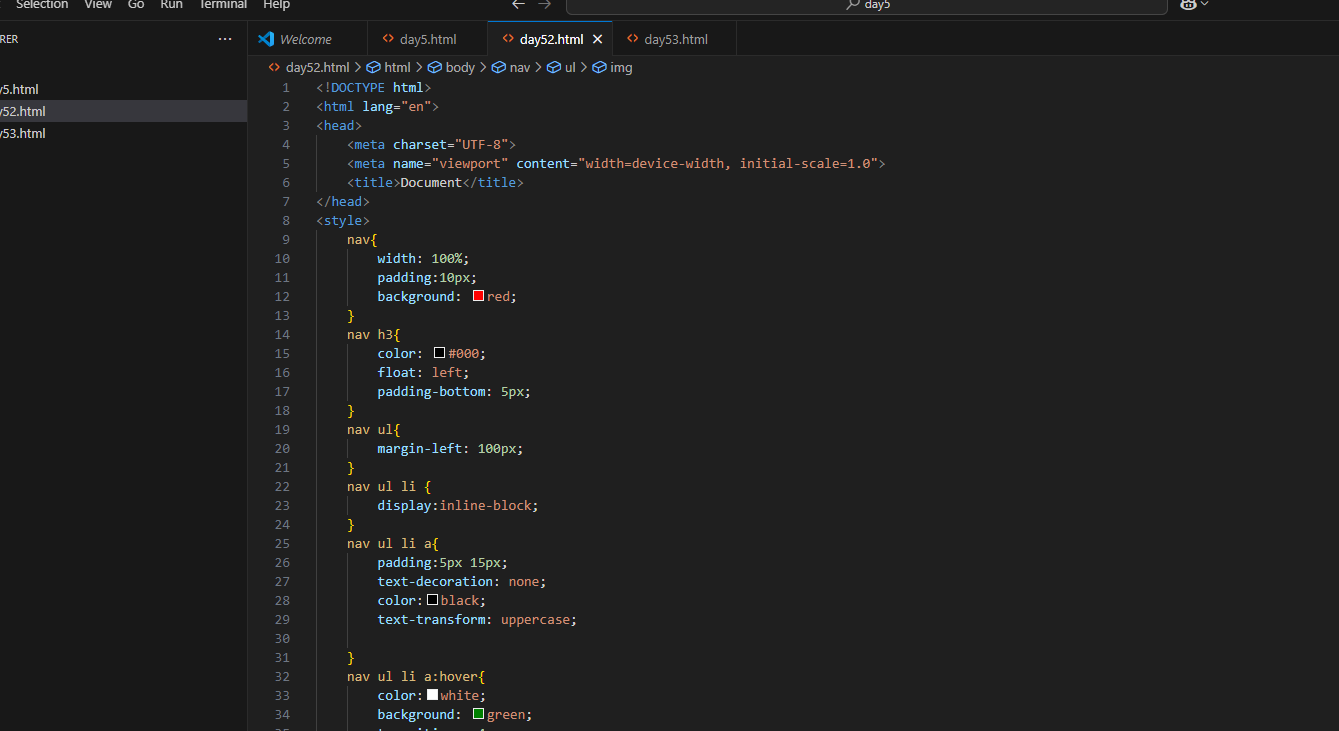 Selection View Go Run Terminal Help
day5
Welcome day5.html day52.html day53.html
day52.html > html > body > nav > ul > img
y5.html
y52.html
y53.html
1 <!DOCTYPE html>
2 <html lang="en">
3 <head>
4 <meta charset="UTF-8">
5 <meta name="viewport" content="width=device-width, initial-scale=1.0">
6 <title>Document</title>
7 </head>
8 <style>
9 nav{
10 width: 100%;
11 padding:10px;
12 background: red;
13 }
14 nav h3{
15 color: #000;
16 float: left;
17 padding-bottom: 5px;
18 }
19 nav ul{
20 margin-left: 100px;
21 }
22 nav ul li {
23 display:inline-block;
24 }
25 nav ul li a{
26 padding:5px 15px;
27 text-decoration: none;
28 color:black;
29 text-transform: uppercase;
30
31 }
32 nav ul li a:hover{
33 color:white;
34 background: green;